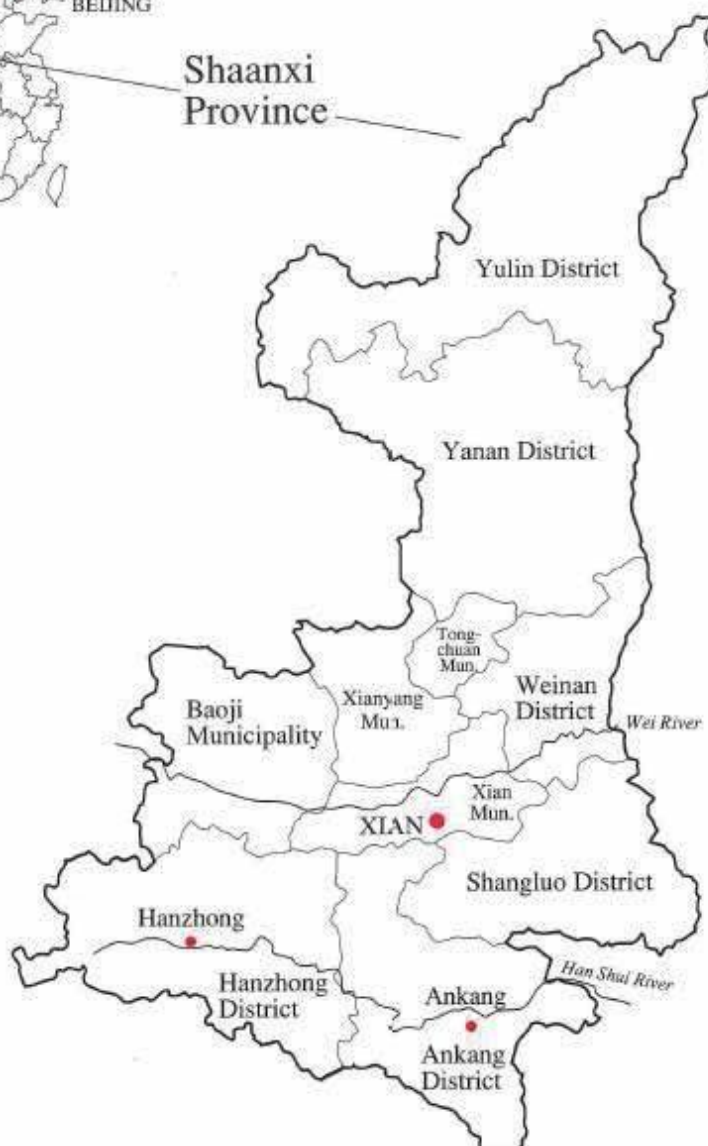 BEIJING
Shaanxi
Province
Yulin District
Yanan District
Tong-
chuan
Mun.
Weinan
District
Xianyang
Mun.
Baoji
Municipality
Wei River
Xian
Mun.
XIAN
Shangluo District
Hanzhong
Han Shui River
Hanzhong
District
Ankang
Ankang
District